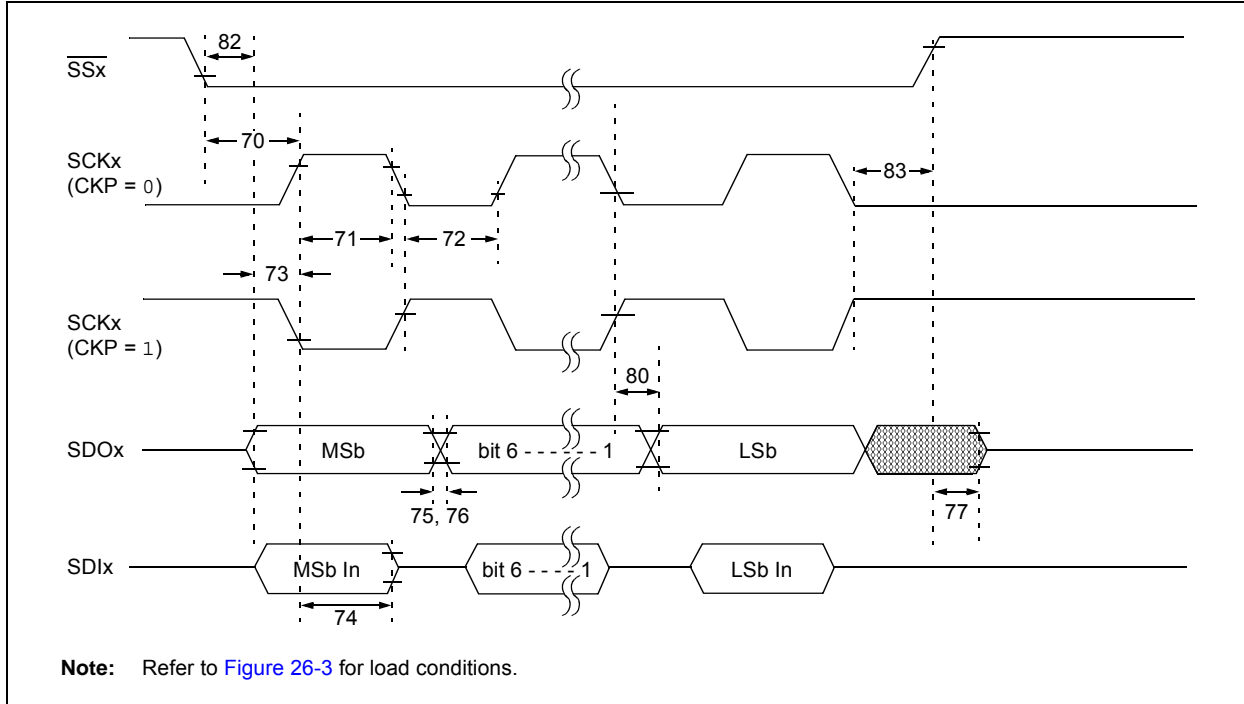 82
SSx
70
SCKx
(CKP = 0)
83
71
72
73
SCKx
(CKP = 1)
80
SDOx
MSb
bit 6 - - - - - - 1
LSb
75, 76
77
SDIx
MSb In
bit 6 - - - - 1
LSb In
74
Note: Refer to Figure 26-3 for load conditions.